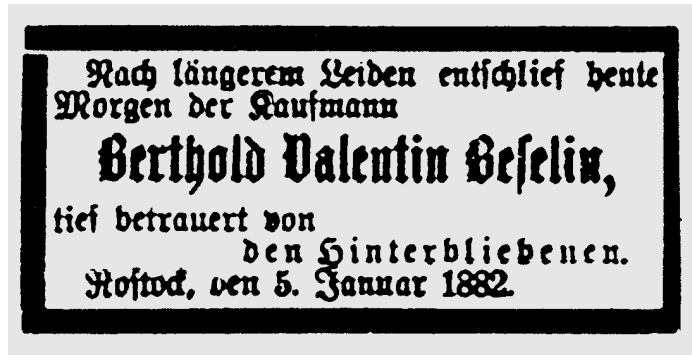 Nach längerem Leiden entschlief heute
Morgen der Kaufmann
Berthold Valentin Beselin,
tief betrauert von
den Hinterbliebenen.
Rostock, den 5. Januar 1882.